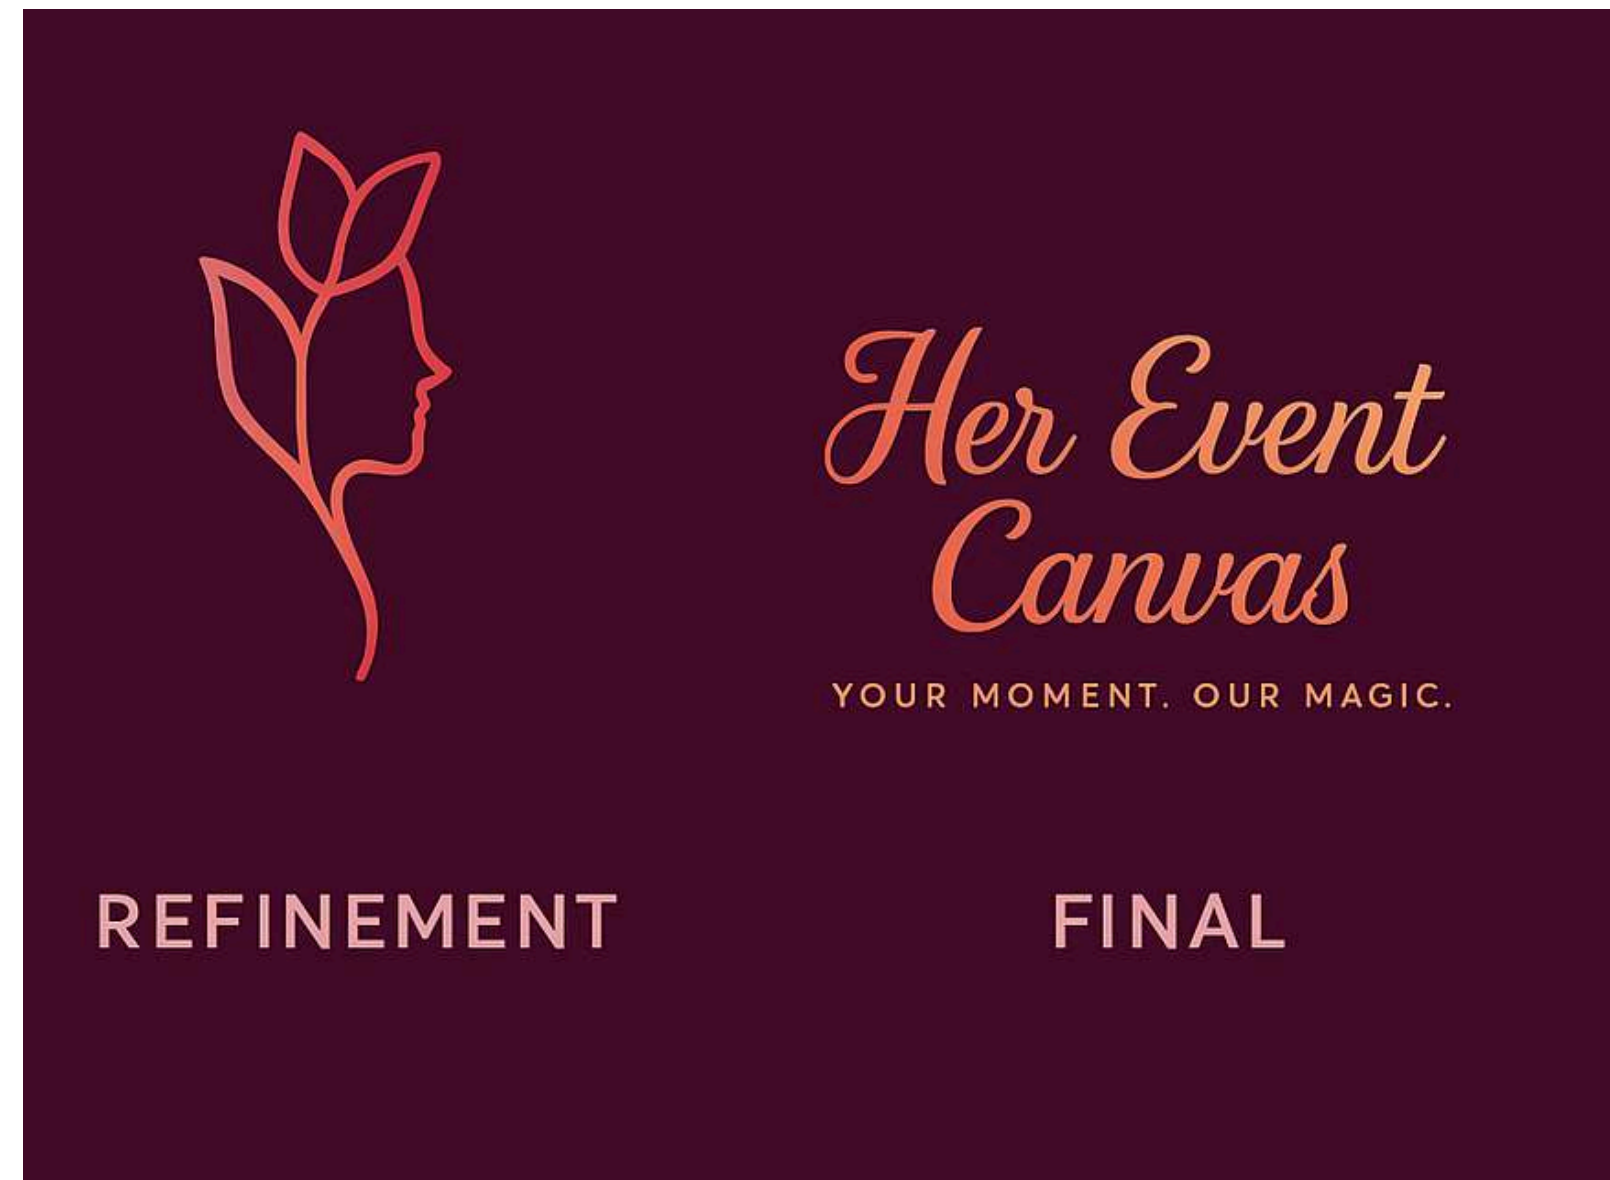 Her Event
Canvas
YOUR MOMENT. OUR MAGIC.
REFINEMENT
FINAL